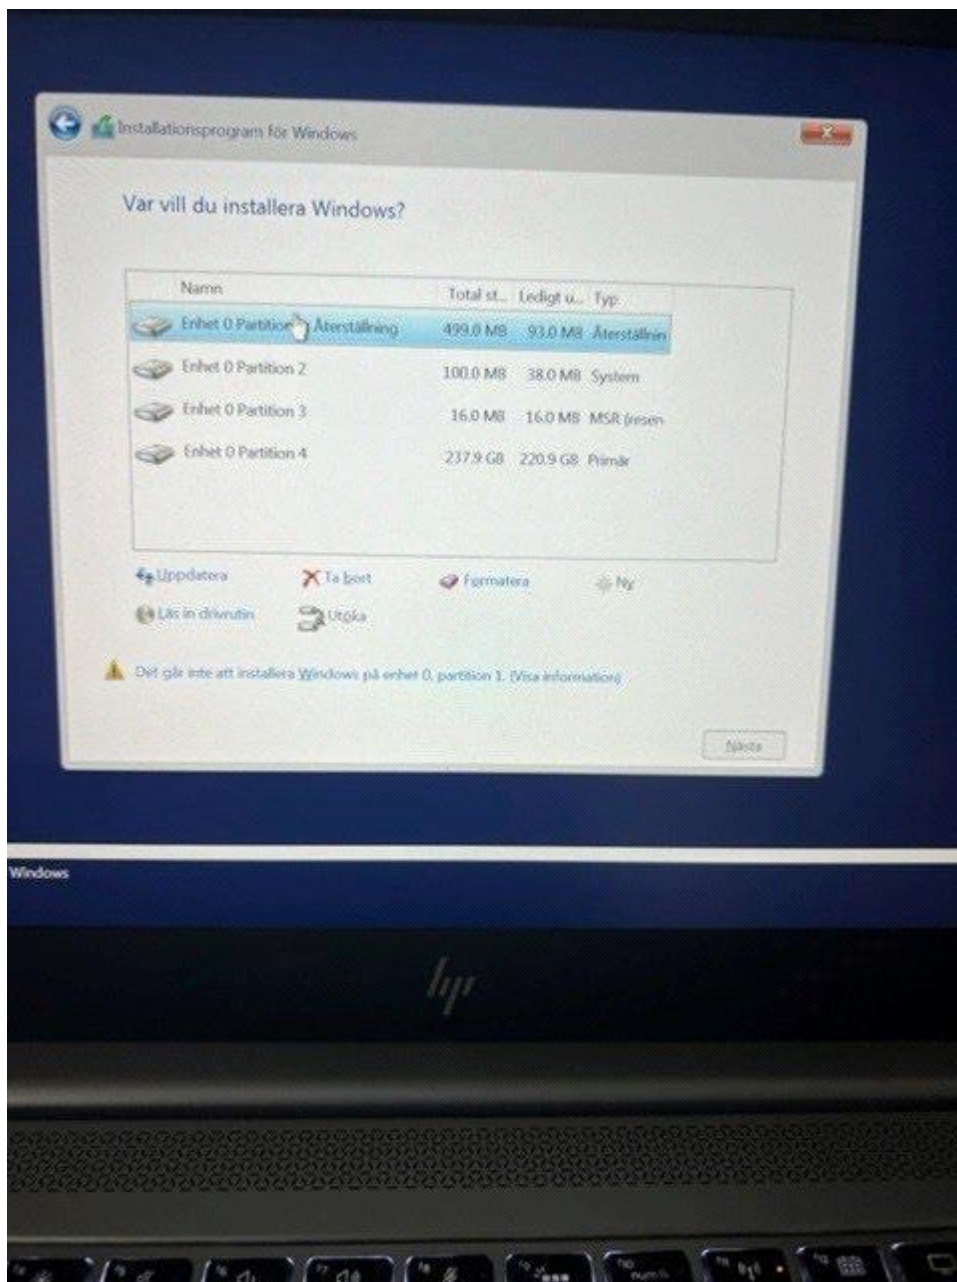 Installationsprogram för Windows
Var vill du installera Windows?
Namn Total st... Ledigt u... Typ
Enhet 0 Partition Återställning 499.0 MB 93.0 MB Återställnin
Enhet 0 Partition 2 100.0 MB 38.0 MB System
Enhet 0 Partition 3 16.0 MB 16.0 MB MSR (reserv
Enhet 0 Partition 4 237.9 GB 220.9 GB Primär
Uppdatera Ta bort Formatera Ny
Läs in drivrutin Utöka
Det går inte att installera Windows på enhet 0, partition 1. (Visa information)
Nästa
Windows
hp